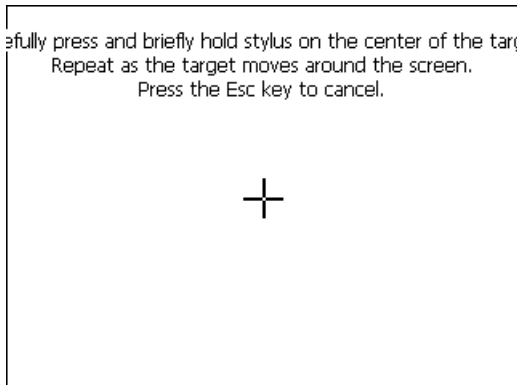 efully press and briefly hold stylus on the center of the targ
Repeat as the target moves around the screen.
Press the Esc key to cancel.